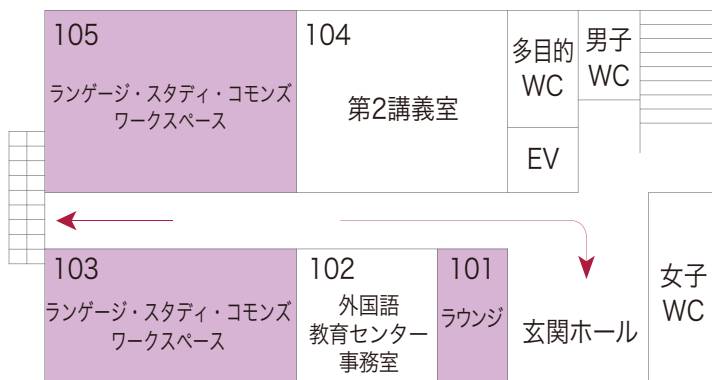 105
ランゲージ・スタディ・コモンズ
ワークスペース
104
第2講義室
多目的
WC
男子
WC
EV
103
ランゲージ・スタディ・コモンズ
ワークスペース
102
外国語
教育センター
事務室
101
ラウンジ
玄関ホール
女子
WC